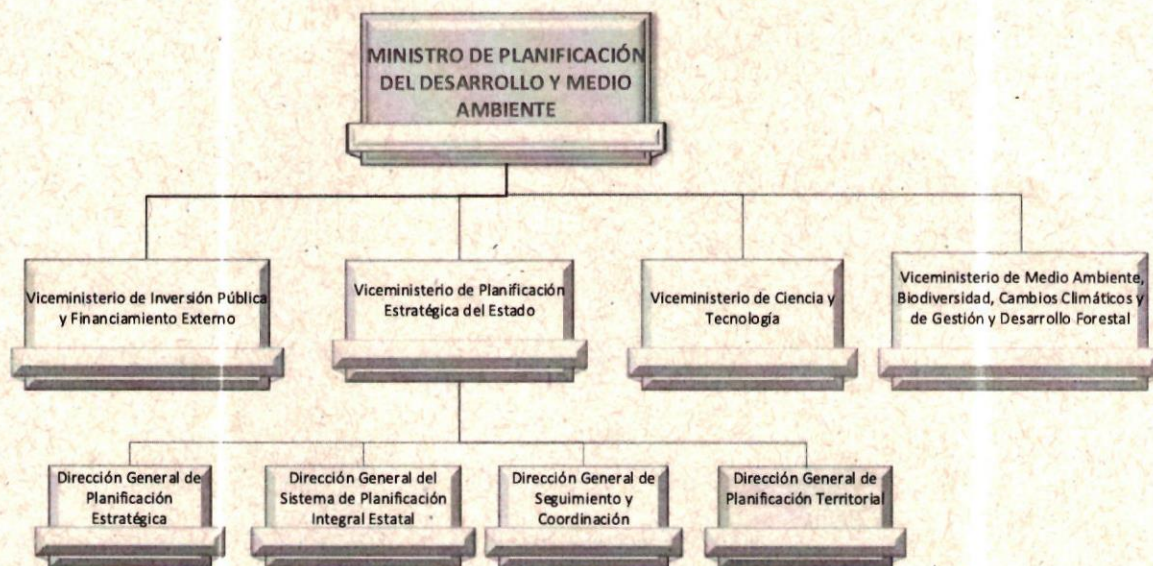 MINISTRO DE PLANIFICACIÓN
DEL DESARROLLO Y MEDIO
AMBIENTE
Viceministerio de Inversión Pública
y Financiamiento Externo
Viceministerio de Planificación
Estratégica del Estado
Viceministerio de Ciencia y
Tecnología
Viceministerio de Medio Ambiente,
Biodiversidad, Cambios Climáticos y
de Gestión y Desarrollo Forestal
Dirección General de
Planificación
Estratégica
Dirección General del
Sistema de Planificación
Integral Estatal
Dirección General de
Seguimiento y
Coordinación
Dirección General de
Planificación Territorial